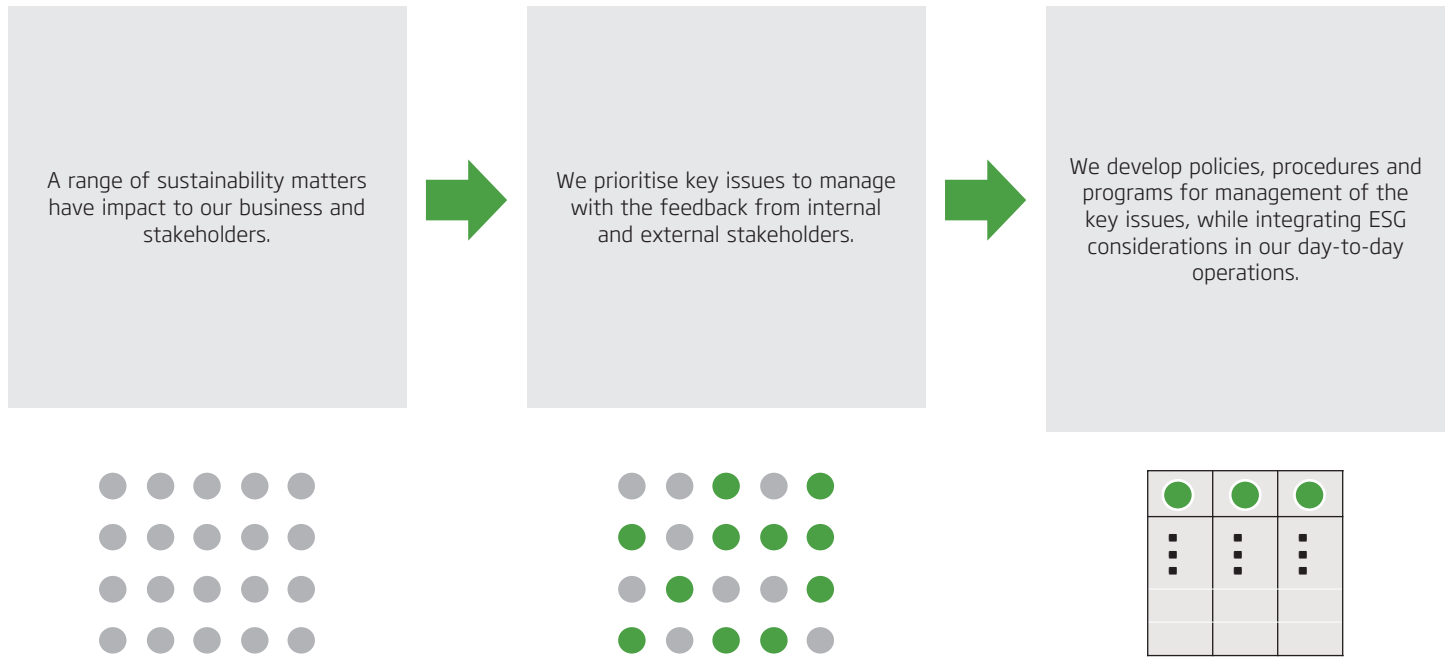 A range of sustainability matters
have impact to our business and
stakeholders.
We prioritise key issues to manage
with the feedback from internal
and external stakeholders.
We develop policies, procedures and
programs for management of the
key issues, while integrating ESG
considerations in our day-to-day
operations.